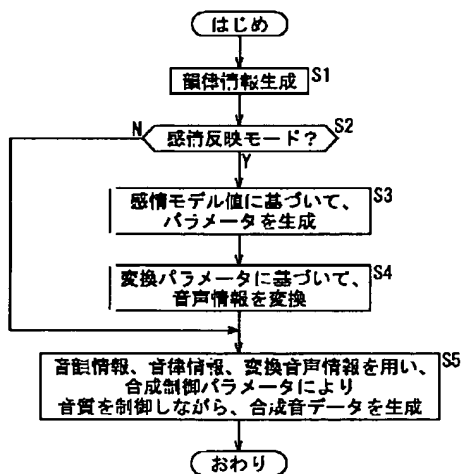 はじめ
韻律情報生成 S1
感情反映モード？ S2
N
Y
感情モデル値に基づいて、 S3
パラメータを生成
変換パラメータに基づいて、 S4
音声情報を変換
音韻情報、音律情報、変換音声情報を用い、 S5
合成制御パラメータにより
音質を制御しながら、合成音データを生成
おわり